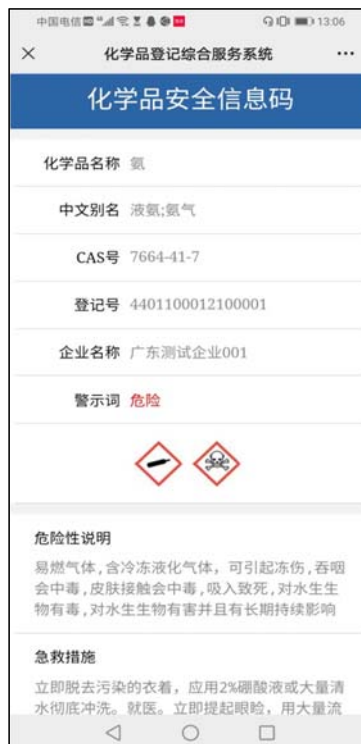 中国电信 13:06
化学品登记综合服务系统
化学品安全信息码
化学品名称 氨
中文别名 液氨;氨气
CAS号 7664-41-7
登记号 4401100012100001
企业名称 广东测试企业001
警示词 危险
危险性说明
易燃气体,含冷冻液化气体，可引起冻伤,吞咽
会中毒,皮肤接触会中毒,吸入致死,对水生生
物有毒,对水生生物有害并且有长期持续影响
急救措施
立即脱去污染的衣着，应用2%硼酸液或大量清
水彻底冲洗。就医。立即提起眼睑，用大量流